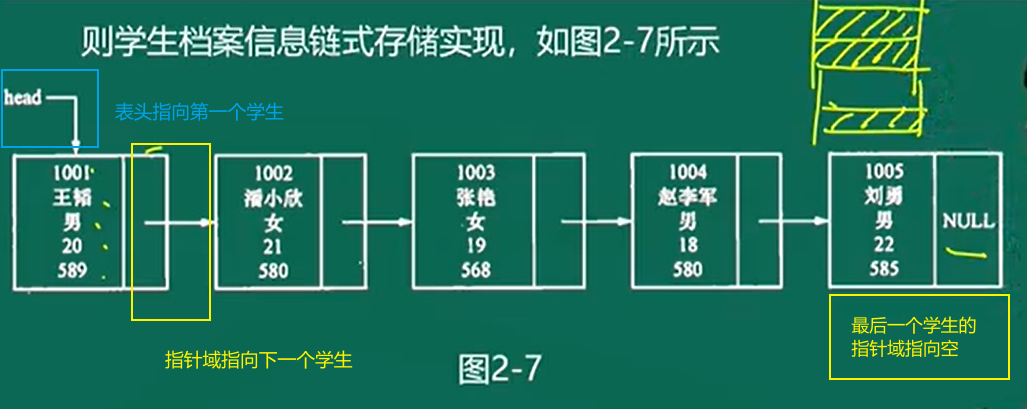 则学生档案信息链式存储实现，如图2-7所示
head
表头指向第一个学生
1001
王韬
男
20
589
1002
潘小欣
女
21
580
1003
张艳
女
19
568
1004
赵李军
男
18
580
1005
刘勇
男
22
585
NULL
指针域指向下一个学生
最后一个学生的
指针域指向空
图2-7